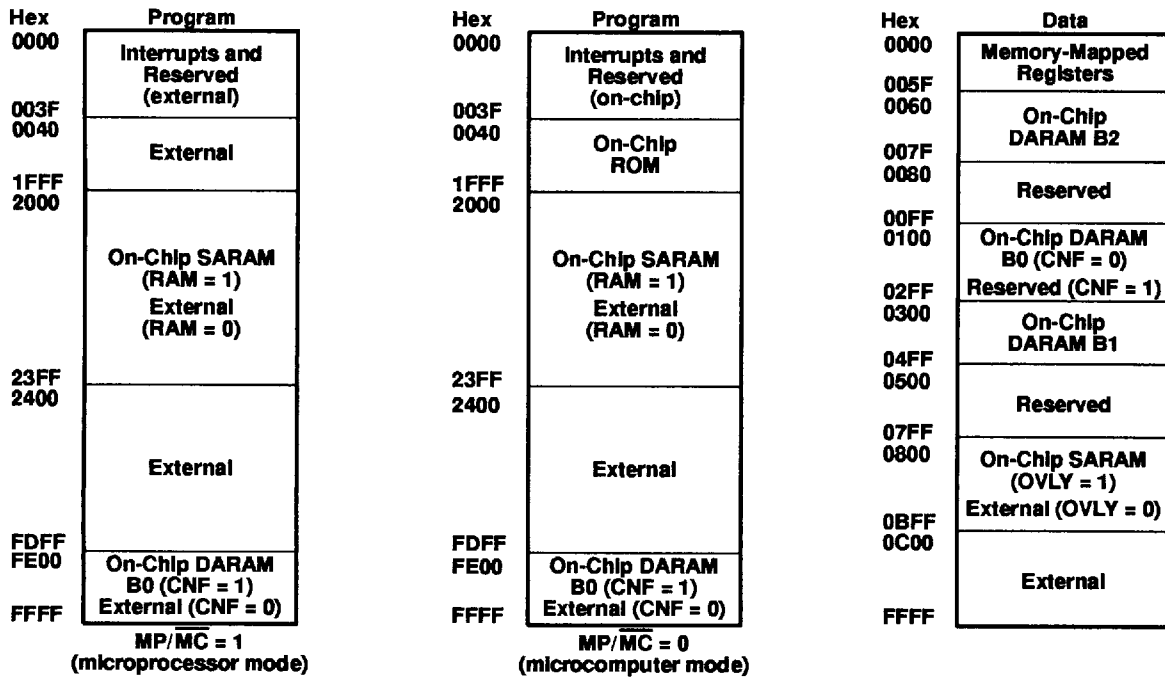 Hex Program
0000
Interrupts and
Reserved
(external)
003F
0040
External
1FFF
2000
On-Chip SARAM
(RAM = 1)
External
(RAM = 0)
23FF
2400
External
FDFF
FE00
On-Chip DARAM
B0 (CNF = 1)
External (CNF = 0)
FFFF
MP/MC = 1
(microprocessor mode)
Hex Program
0000
Interrupts and
Reserved
(on-chip)
003F
0040
On-Chip
ROM
1FFF
2000
On-Chip SARAM
(RAM = 1)
External
(RAM = 0)
23FF
2400
External
FDFF
FE00
On-Chip DARAM
B0 (CNF = 1)
External (CNF = 0)
FFFF
MP/MC = 0
(microcomputer mode)
Hex Data
0000
Memory-Mapped
Registers
005F
0060
On-Chip
DARAM B2
007F
0080
Reserved
00FF
0100
On-Chip DARAM
B0 (CNF = 0)
Reserved (CNF = 1)
02FF
0300
On-Chip
DARAM B1
04FF
0500
Reserved
07FF
0800
On-Chip SARAM
(OVLY = 1)
External (OVLY = 0)
0BFF
0C00
External
FFFF